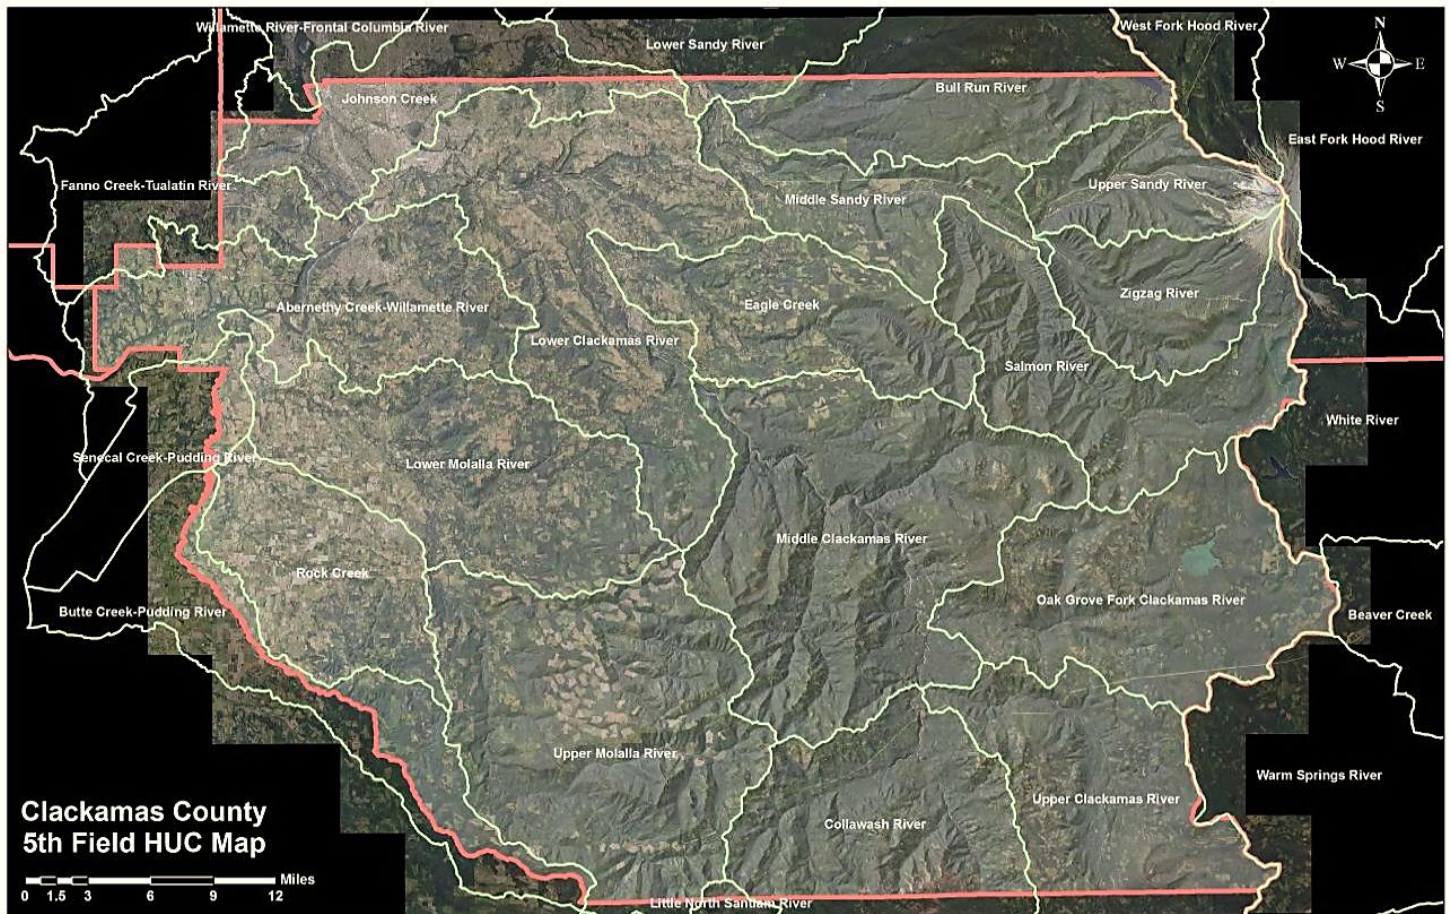 Willamette River-Frontal Columbia River
Lower Sandy River
West Fork Hood River
N
W
E
S
Johnson Creek
Bull Run River
East Fork Hood River
Fanno Creek-Tualatin River
Middle Sandy River
Upper Sandy River
Abernethy Creek-Willamette River
Eagle Creek
Zigzag River
Lower Clackamas River
Salmon River
White River
Senecal Creek-Pudding River
Lower Molalla River
Middle Clackamas River
Rock Creek
Oak Grove Fork Clackamas River
Butte Creek-Pudding River
Beaver Creek
Upper Molalla River
Warm Springs River
Upper Clackamas River
Collawash River
Clackamas County
5th Field HUC Map
Miles
0 1.5 3 6 9 12
Little North Santiam River